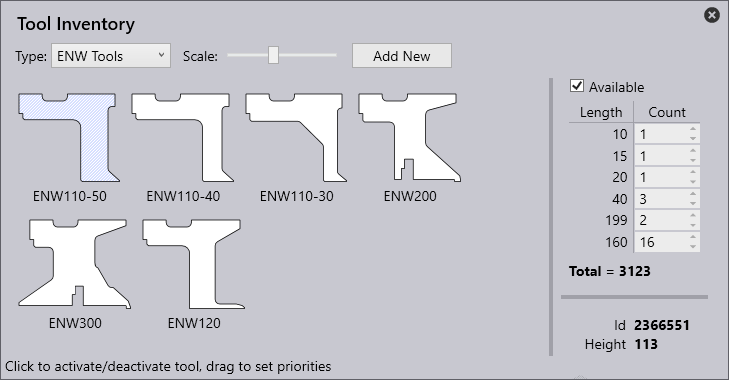 Tool Inventory
Type: ENW Tools Scale: Add New
ENW110-50 ENW110-40 ENW110-30 ENW200
ENW300 ENW120
Click to activate/deactivate tool, drag to set priorities
Available
Length Count
10 1
15 1
20 1
40 3
199 2
160 16
Total = 3123
Id 2366551
Height 113